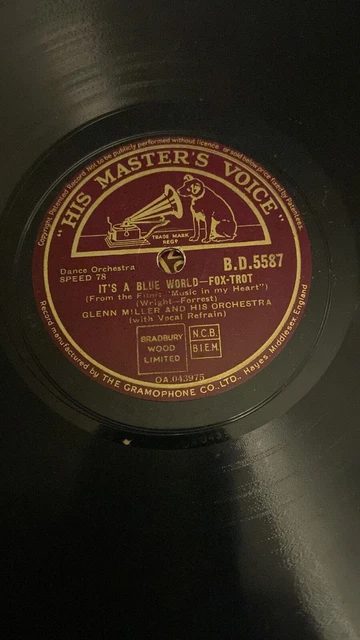 Copyright. Patented Record. Not to be publicly performed without licence or sold below price fixed by Patentees.
"HIS MASTER'S VOICE"
TRADE MARK
REGD
Dance Orchestra
SPEED 78
B.D.5587
IT'S A BLUE WORLD—FOX-TROT
(From the Film: "Music in my Heart")
(Wright—Forrest)
GLENN MILLER AND HIS ORCHESTRA
(with Vocal Refrain)
BRADBURY
WOOD
LIMITED
N.C.B.
B.I.E.M.
OA 043975
Record manufactured by THE GRAMOPHONE CO., LTD., Hayes, Middlesex, England